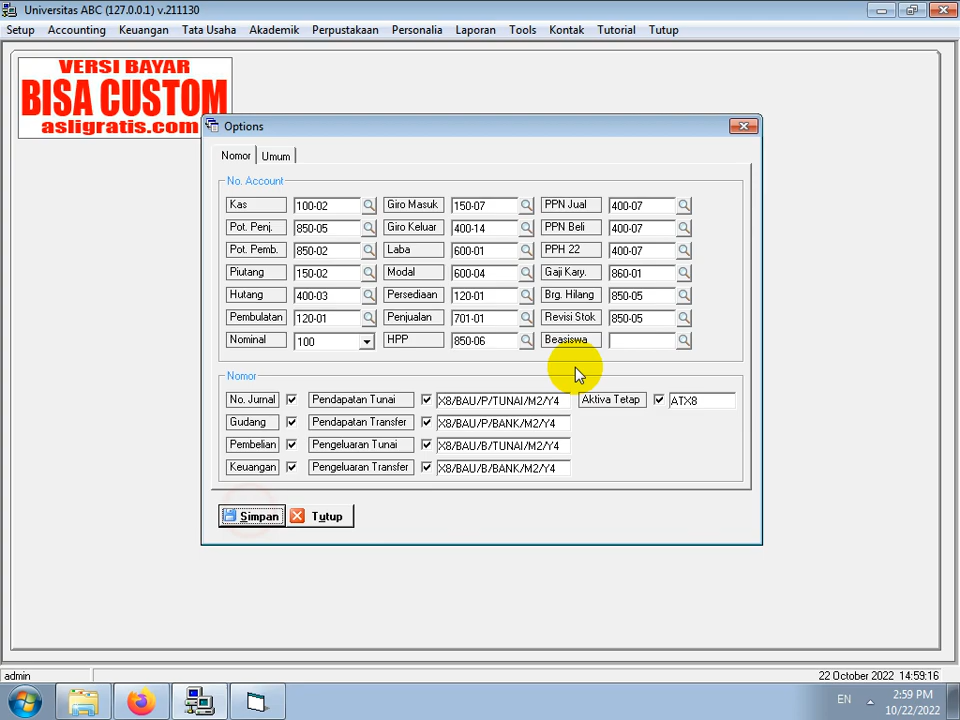 Universitas ABC (127.0.0.1) v.211130
Setup Accounting Keuangan Tata Usaha Akademik Perpustakaan Personalia Laporan Tools Kontak Tutorial Tutup
VERSI BAYAR
BISA CUSTOM
asligratis.com
Options
Nomor Umum
No. Account
Kas 100-02 Giro Masuk 150-07 PPN Jual 400-07
Pot. Penj. 850-05 Giro Keluar 400-14 PPN Beli 400-07
Pot. Pemb. 850-02 Laba 600-01 PPH 22 400-07
Piutang 150-02 Modal 600-04 Gaji Kary. 860-01
Hutang 400-03 Persediaan 120-01 Brg. Hilang 850-05
Pembulatan 120-01 Penjualan 701-01 Revisi Stok 850-05
Nominal 100 HPP 850-06 Beasiswa
Nomor
No. Jurnal Pendapatan Tunai X8/BAU/P/TUNAI/M2/Y4 Aktiva Tetap ATX8
Gudang Pendapatan Transfer X8/BAU/P/BANK/M2/Y4
Pembelian Pengeluaran Tunai X8/BAU/B/TUNAI/M2/Y4
Keuangan Pengeluaran Transfer X8/BAU/B/BANK/M2/Y4
Simpan Tutup
admin 22 October 2022 14:59:16
EN 2:59 PM
10/22/2022